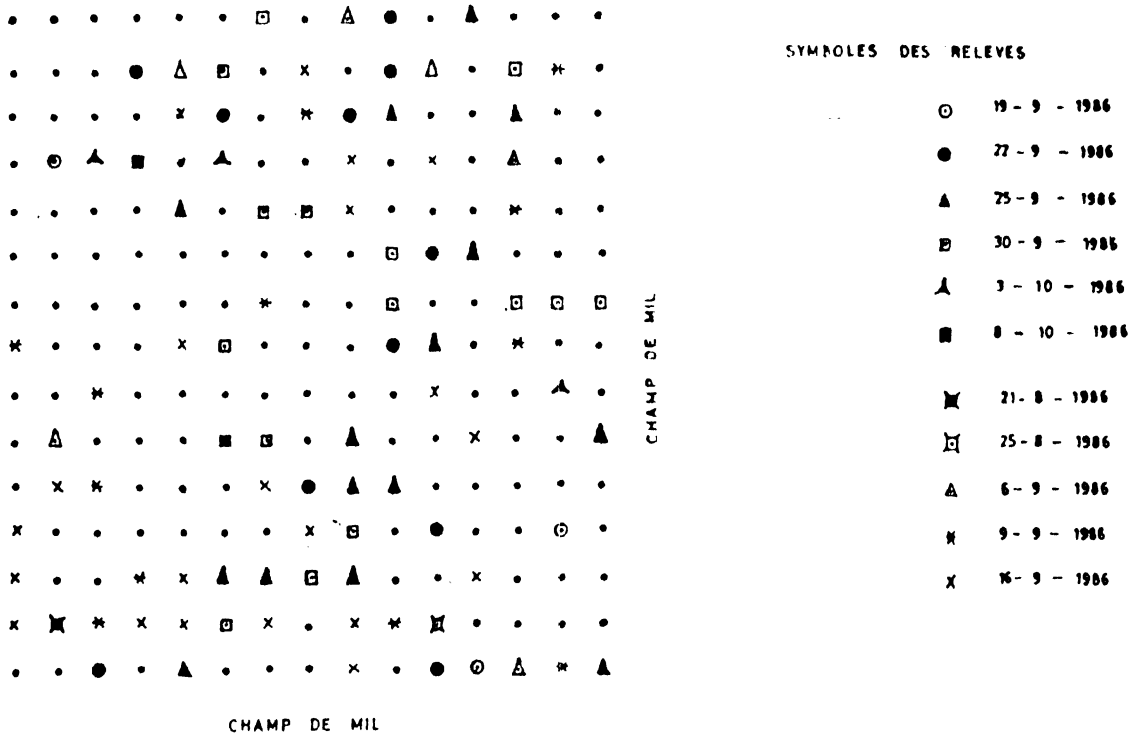 SYMBOLES DES RELEVES
19 - 9 - 1986
22 - 9 - 1986
25 - 9 - 1986
30 - 9 - 1986
3 - 10 - 1986
8 - 10 - 1986
21 - 8 - 1986
25 - 8 - 1986
6 - 9 - 1986
9 - 9 - 1986
16 - 9 - 1986
CHAMP DE MIL
CHAMP DE MIL